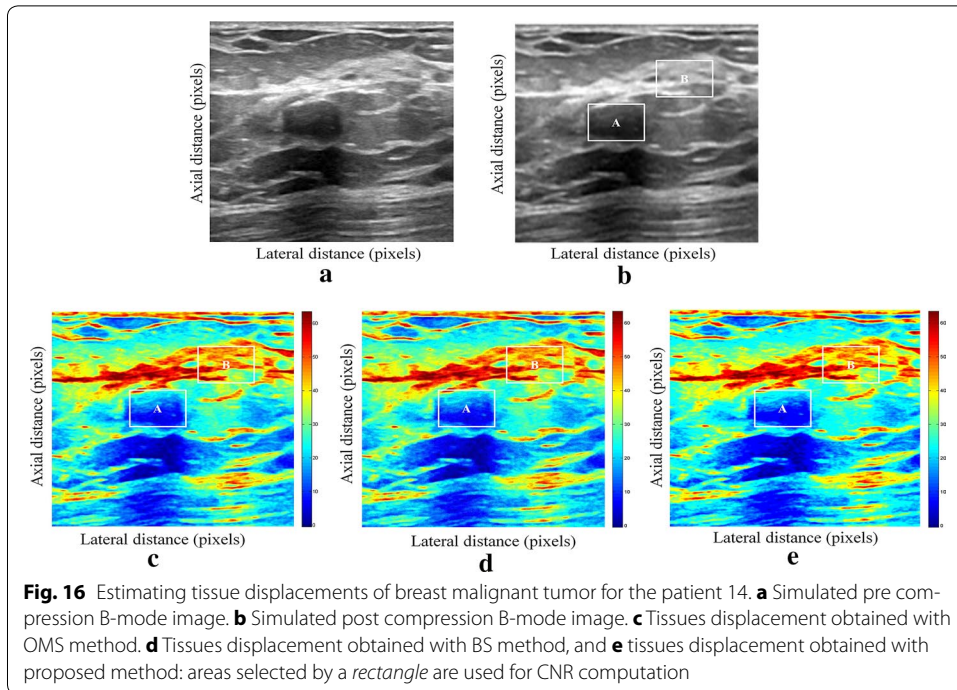 Axial distance (pixels)
Lateral distance (pixels)
a
B
A
Axial distance (pixels)
Lateral distance (pixels)
b
B
A
60
50
40
30
20
10
0
Axial distance (pixels)
Lateral distance (pixels)
c
B
A
60
50
40
30
20
10
0
Axial distance (pixels)
Lateral distance (pixels)
d
B
A
60
50
40
30
20
10
0
Axial distance (pixels)
Lateral distance (pixels)
e
Fig. 16 Estimating tissue displacements of breast malignant tumor for the patient 14. a Simulated pre com-
pression B-mode image. b Simulated post compression B-mode image. c Tissues displacement obtained with
OMS method. d Tissues displacement obtained with BS method, and e tissues displacement obtained with
proposed method: areas selected by a rectangle are used for CNR computation